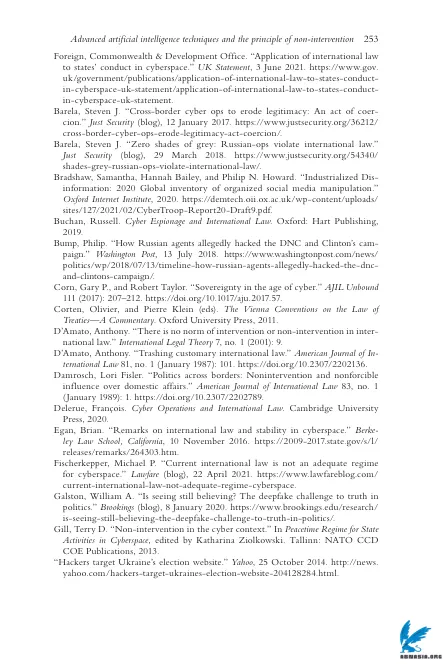 Advanced artificial intelligence techniques and the principle of non-intervention 253
Foreign, Commonwealth & Development Office. “Application of international law
to states’ conduct in cyberspace.” UK Statement, 3 June 2021. https://www.gov.
uk/government/publications/application-of-international-law-to-states-conduct-
in-cyberspace-uk-statement/application-of-international-law-to-states-conduct-
in-cyberspace-uk-statement.
Barela, Steven J. “Cross-border cyber ops to erode legitimacy: An act of coer-
cion.” Just Security (blog), 12 January 2017. https://www.justsecurity.org/36212/
cross-border-cyber-ops-erode-legitimacy-act-coercion/.
Barela, Steven J. “Zero shades of grey: Russian-ops violate international law.”
Just Security (blog), 29 March 2018. https://www.justsecurity.org/54340/
shades-grey-russian-ops-violate-international-law/.
Bradshaw, Samantha, Hannah Bailey, and Philip N. Howard. “Industrialized Dis-
information: 2020 Global inventory of organized social media manipulation.”
Oxford Internet Institute, 2020. https://demtech.oii.ox.ac.uk/wp-content/uploads/
sites/127/2021/02/CyberTroop-Report20-Draft9.pdf.
Buchan, Russell. Cyber Espionage and International Law. Oxford: Hart Publishing,
2019.
Bump, Philip. “How Russian agents allegedly hacked the DNC and Clinton’s cam-
paign.” Washington Post, 13 July 2018. https://www.washingtonpost.com/news/
politics/wp/2018/07/13/timeline-how-russian-agents-allegedly-hacked-the-dnc-
and-clintons-campaign/.
Corn, Gary P., and Robert Taylor. “Sovereignty in the age of cyber.” AJIL Unbound
111 (2017): 207–212. https://doi.org/10.1017/aju.2017.57.
Corten, Olivier, and Pierre Klein (eds). The Vienna Conventions on the Law of
Treaties—A Commentary. Oxford University Press, 2011.
D’Amato, Anthony. “There is no norm of intervention or non-intervention in inter-
national law.” International Legal Theory 7, no. 1 (2001): 9.
D’Amato, Anthony. “Trashing customary international law.” American Journal of In-
ternational Law 81, no. 1 (January 1987): 101. https://doi.org/10.2307/2202136.
Damrosch, Lori Fisler. “Politics across borders: Nonintervention and nonforcible
influence over domestic affairs.” American Journal of International Law 83, no. 1
(January 1989): 1. https://doi.org/10.2307/2202789.
Delerue, François. Cyber Operations and International Law. Cambridge University
Press, 2020.
Egan, Brian. “Remarks on international law and stability in cyberspace.” Berke-
ley Law School, California, 10 November 2016. https://2009-2017.state.gov/s/l/
releases/remarks/264303.htm.
Fischerkepper, Michael P. “Current international law is not an adequate regime
for cyberspace.” Lawfare (blog), 22 April 2021. https://www.lawfareblog.com/
current-international-law-not-adequate-regime-cyberspace.
Galston, William A. “Is seeing still believing? The deepfake challenge to truth in
politics.” Brookings (blog), 8 January 2020. https://www.brookings.edu/research/
is-seeing-still-believing-the-deepfake-challenge-to-truth-in-politics/.
Gill, Terry D. “Non-intervention in the cyber context.” In Peacetime Regime for State
Activities in Cyberspace, edited by Katharina Ziolkowski. Tallinn: NATO CCD
COE Publications, 2013.
“Hackers target Ukraine’s election website.” Yahoo, 25 October 2014. http://news.
yahoo.com/hackers-target-ukraines-election-website-204128284.html.